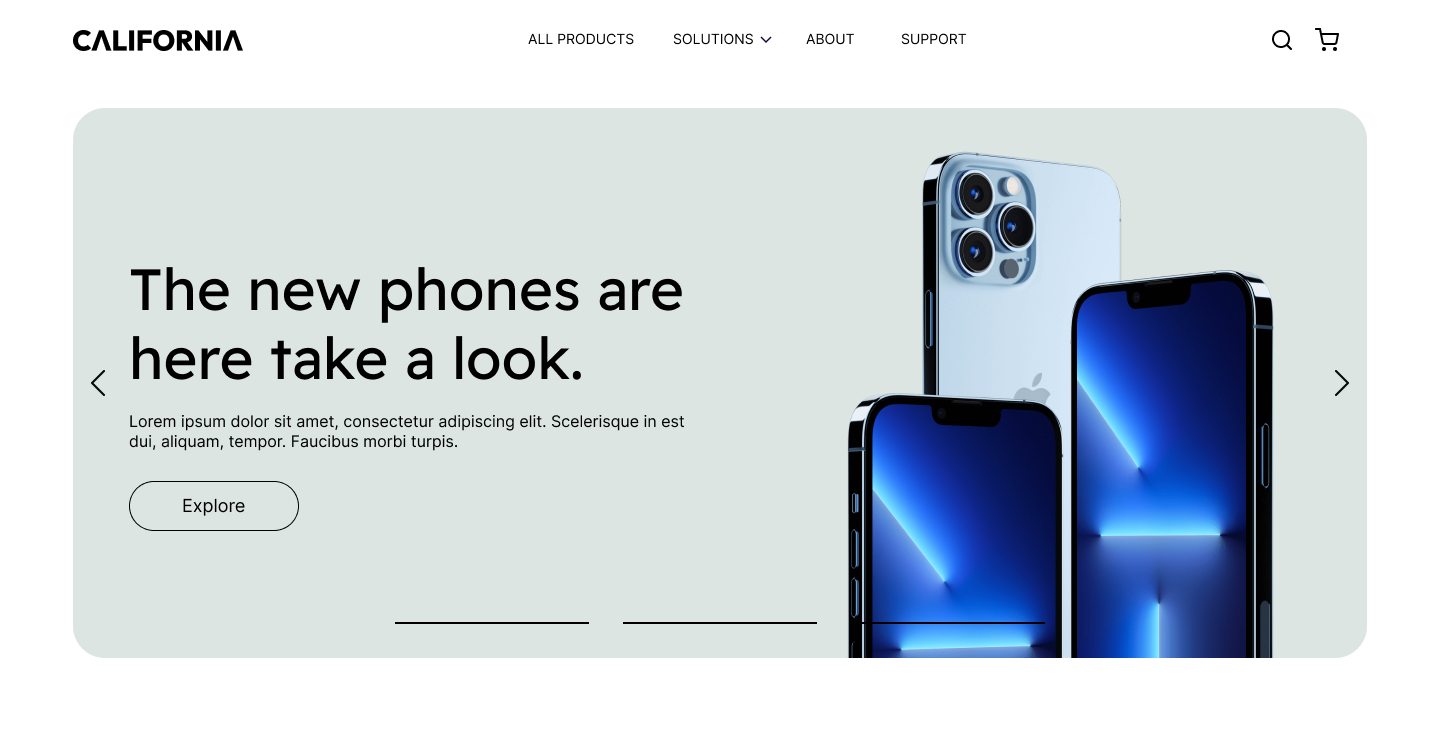 CALIFORNIA
ALL PRODUCTS SOLUTIONS ABOUT SUPPORT
The new phones are
here take a look.
Lorem ipsum dolor sit amet, consectetur adipiscing elit. Scelerisque in est
dui, aliquam, tempor. Faucibus morbi turpis.
Explore